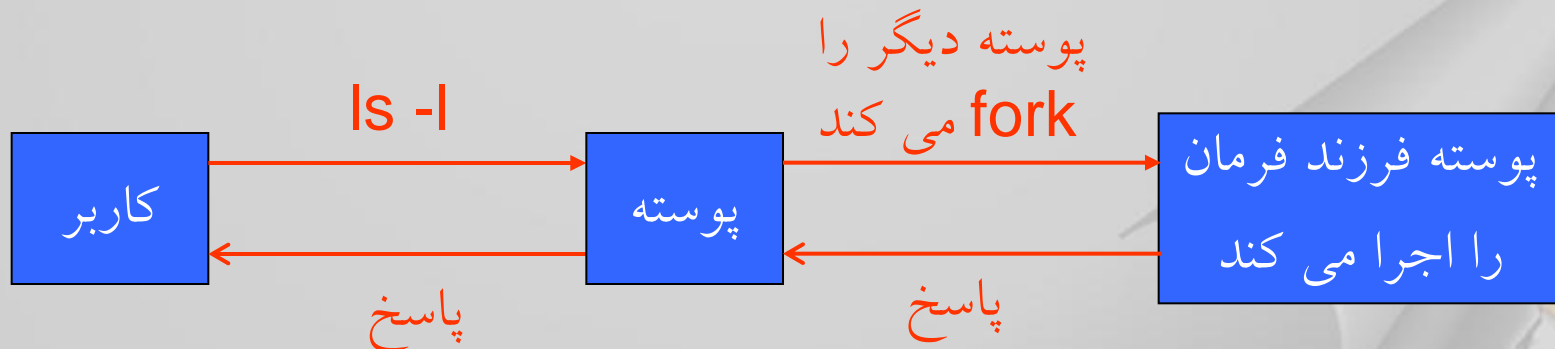 پوسته دیگر را
fork می کند
ls -l
کاربر
پوسته
پوسته فرزند فرمان
را اجرا می کند
پاسخ
پاسخ